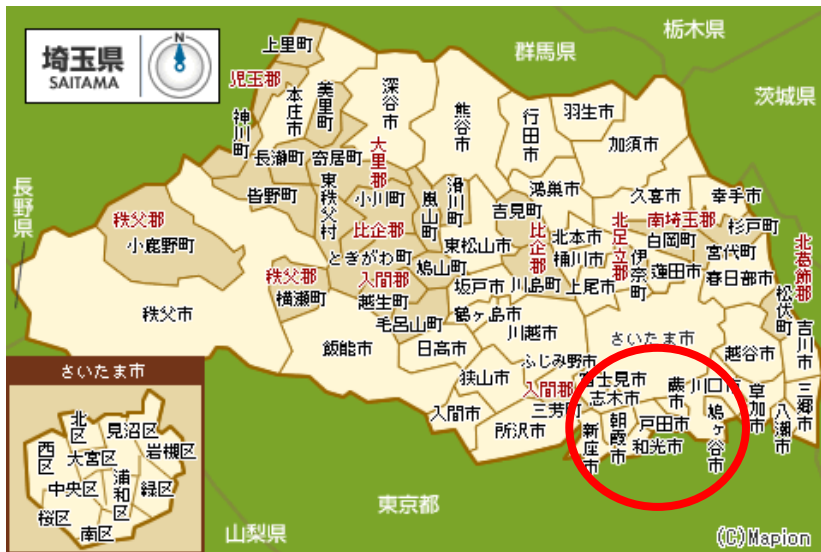 栃木県
群馬県
埼玉県
SAITAMA
N
茨城県
長野県
上里町
児玉郡
本庄市
美里町
神川町
深谷市
熊谷市
行田市
羽生市
加須市
長瀞町
寄居町
大里郡
皆野町
東秩父村
小川町
嵐山町
滑川町
吉見町
鴻巣市
久喜市
幸手市
秩父郡
小鹿野町
比企郡
東松山市
比企郡
北本市
桶川市
北足立郡
南埼玉郡
白岡町
杉戸町
宮代町
北葛飾郡
ときがわ町
鳩山町
秩父郡
横瀬町
入間郡
越生町
坂戸市
川島町
上尾市
伊奈町
蓮田市
春日部市
松伏町
秩父市
毛呂山町
鶴ヶ島市
川越市
さいたま市
吉川市
飯能市
日高市
ふじみ野市
越谷市
狭山市
入間郡
富士見市
志木市
蕨市
川口市
草加市
三郷市
入間市
三芳町
所沢市
新座市
朝霞市
戸田市
和光市
鳩ヶ谷市
八潮市
さいたま市
北区
見沼区
西区
大宮区
岩槻区
中央区
浦和区
緑区
桜区
南区
東京都
山梨県
(C)Mapion